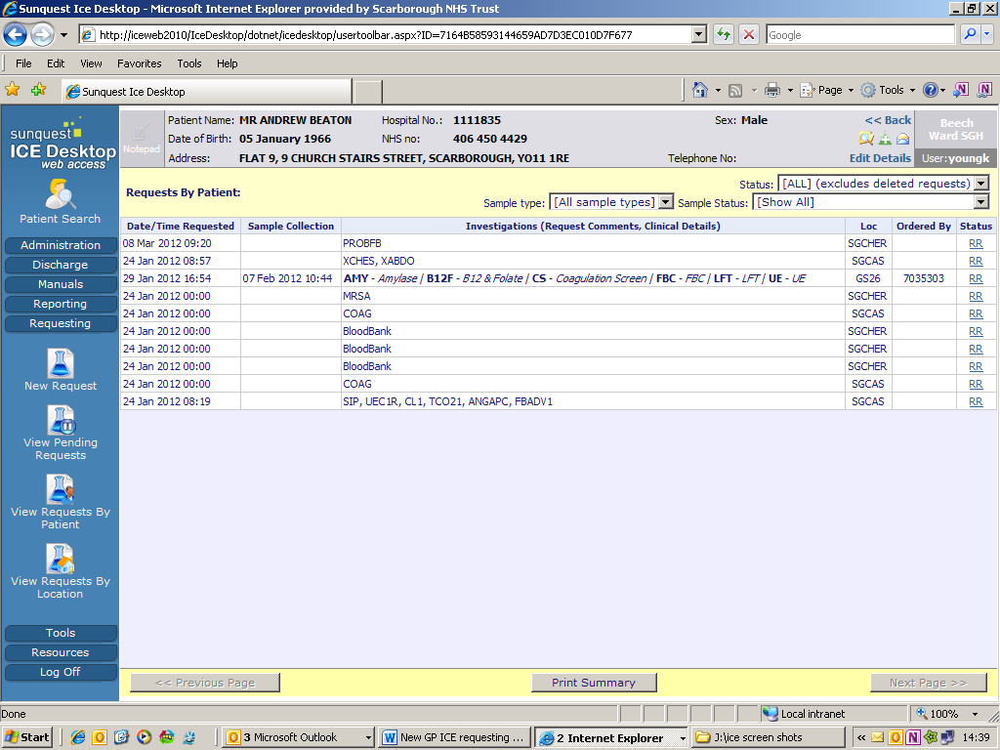 Sunquest Ice Desktop - Microsoft Internet Explorer provided by Scarborough NHS Trust
http://iceweb2010/IceDesktop/dotnet/icedesktop/usertoolbar.aspx?ID=7164B58593144659AD7D3EC010D7F677 Google
File Edit View Favorites Tools Help
Sunquest Ice Desktop Page Tools
sunquest
ICE Desktop
web access
Notepad
Patient Name: MR ANDREW BEATON Hospital No.: 1111835 Sex: Male << Back
Date of Birth: 05 January 1966 NHS no: 406 450 4429
Address: FLAT 9, 9 CHURCH STAIRS STREET, SCARBOROUGH, YO11 1RE Telephone No: Edit Details
Beech
Ward SGH
User:youngk
Patient Search
Administration
Discharge
Manuals
Reporting
Requesting
New Request
View Pending
Requests
View Requests By
Patient
View Requests By
Location
Tools
Resources
Log Off
Requests By Patient:
Status: [ALL] (excludes deleted requests)
Sample type: [All sample types] Sample Status: [Show All]
Date/Time Requested Sample Collection Investigations (Request Comments, Clinical Details) Loc Ordered By Status
08 Mar 2012 09:20 PROBFB SGCHER RR
24 Jan 2012 08:57 XCHES, XABDO SGCAS RR
29 Jan 2012 16:54 07 Feb 2012 10:44 AMY - Amylase | B12F - B12 & Folate | CS - Coagulation Screen | FBC - FBC | LFT - LFT | UE - UE GS26 7035303 RR
24 Jan 2012 00:00 MRSA SGCHER RR
24 Jan 2012 00:00 COAG SGCAS RR
24 Jan 2012 00:00 BloodBank SGCHER RR
24 Jan 2012 00:00 BloodBank SGCHER RR
24 Jan 2012 00:00 BloodBank SGCHER RR
24 Jan 2012 00:00 COAG SGCAS RR
24 Jan 2012 08:19 SIP, UEC1R, CL1, TCO21, ANGAPC, FBADV1 SGCAS RR
<< Previous Page Print Summary Next Page >>
Done Local intranet 100%
Start 3 Microsoft Outlook New GP ICE requesting ... 2 Internet Explorer J:\ice screen shots 14:39